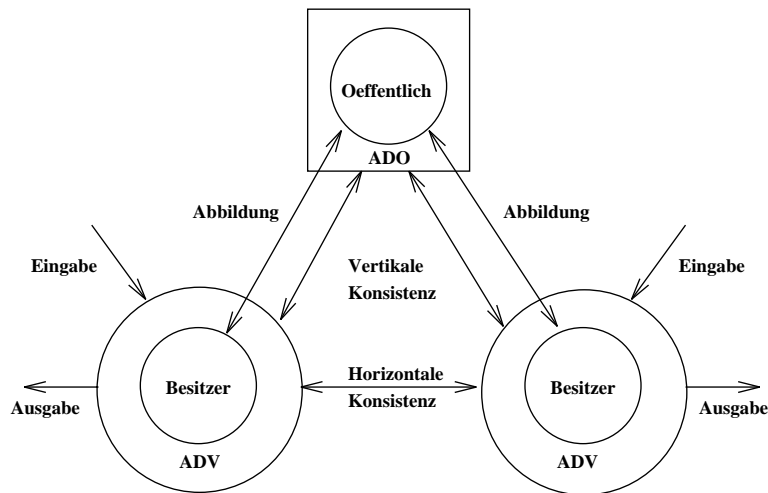 Oeffentlich
ADO
Abbildung
Abbildung
Eingabe
Vertikale
Konsistenz
Eingabe
Besitzer
Horizontale
Konsistenz
Besitzer
Ausgabe
Ausgabe
ADV
ADV